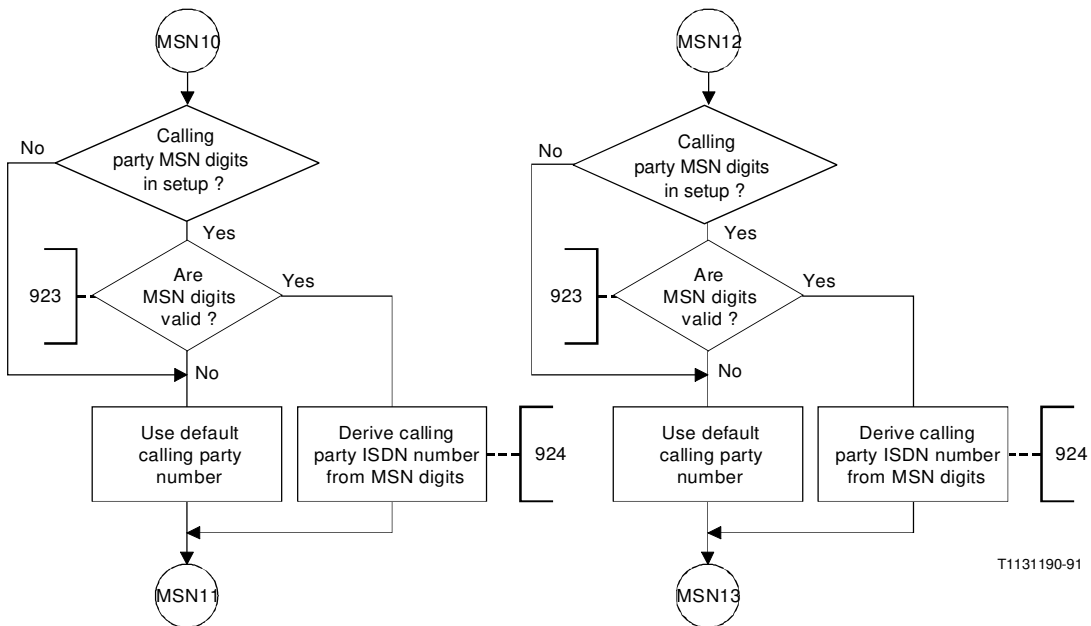 MSN10
Calling
party MSN digits
in setup ?
No
Yes
923
Are
MSN digits
valid ?
Yes
No
Use default
calling party
number
Derive calling
party ISDN number
from MSN digits
924
MSN11
MSN12
Calling
party MSN digits
in setup ?
No
Yes
923
Are
MSN digits
valid ?
Yes
No
Use default
calling party
number
Derive calling
party ISDN number
from MSN digits
924
MSN13
T1131190-91